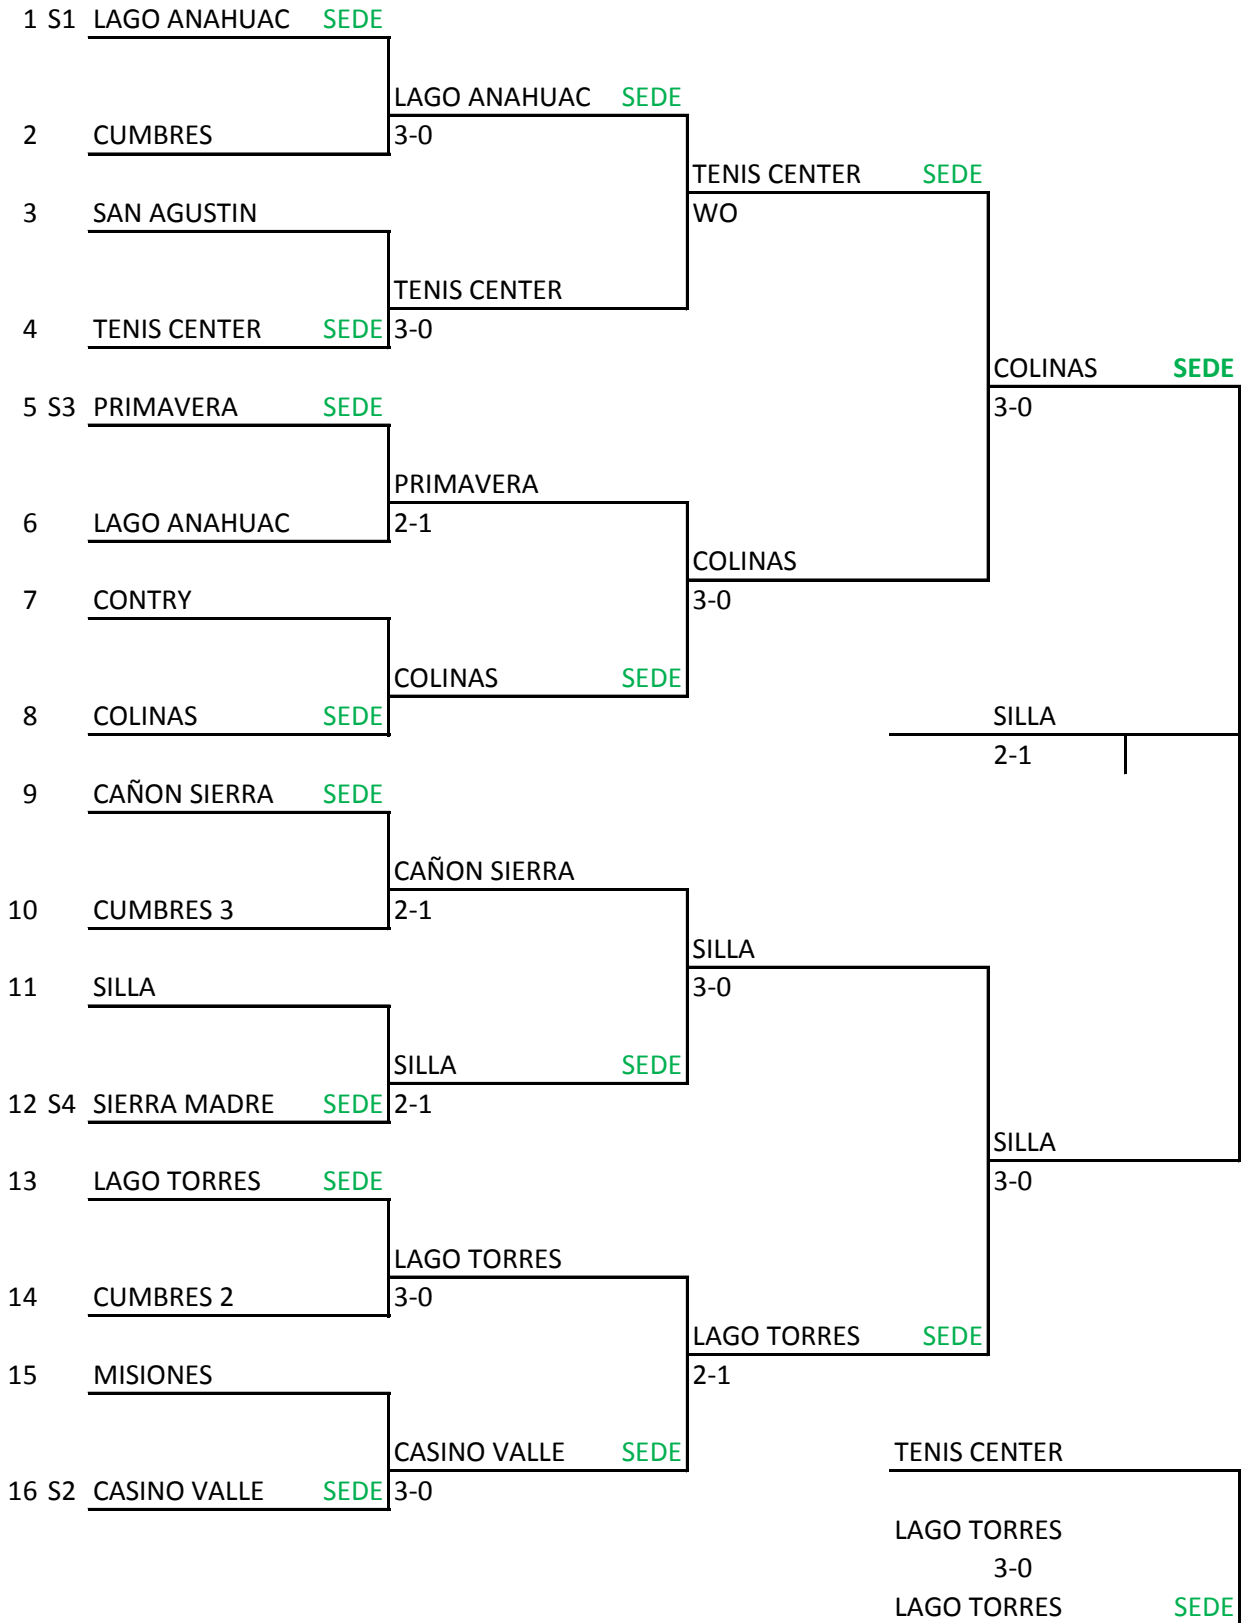 1 S1 LAGO ANAHUAC SEDE
LAGO ANAHUAC SEDE
2 CUMBRES 3-0
TENIS CENTER SEDE
3 SAN AGUSTIN WO
TENIS CENTER
4 TENIS CENTER SEDE 3-0
COLINAS SEDE
5 S3 PRIMAVERA SEDE 3-0
PRIMAVERA
6 LAGO ANAHUAC 2-1
COLINAS
7 CONTRY 3-0
COLINAS SEDE
8 COLINAS SEDE SILLA
2-1
9 CAÑON SIERRA SEDE
CAÑON SIERRA
10 CUMBRES 3 2-1
SILLA
11 SILLA 3-0
SILLA SEDE
12 S4 SIERRA MADRE SEDE 2-1
SILLA
13 LAGO TORRES SEDE 3-0
LAGO TORRES
14 CUMBRES 2 3-0
LAGO TORRES SEDE
15 MISIONES 2-1
CASINO VALLE SEDE TENIS CENTER
16 S2 CASINO VALLE SEDE 3-0
LAGO TORRES
3-0
LAGO TORRES SEDE